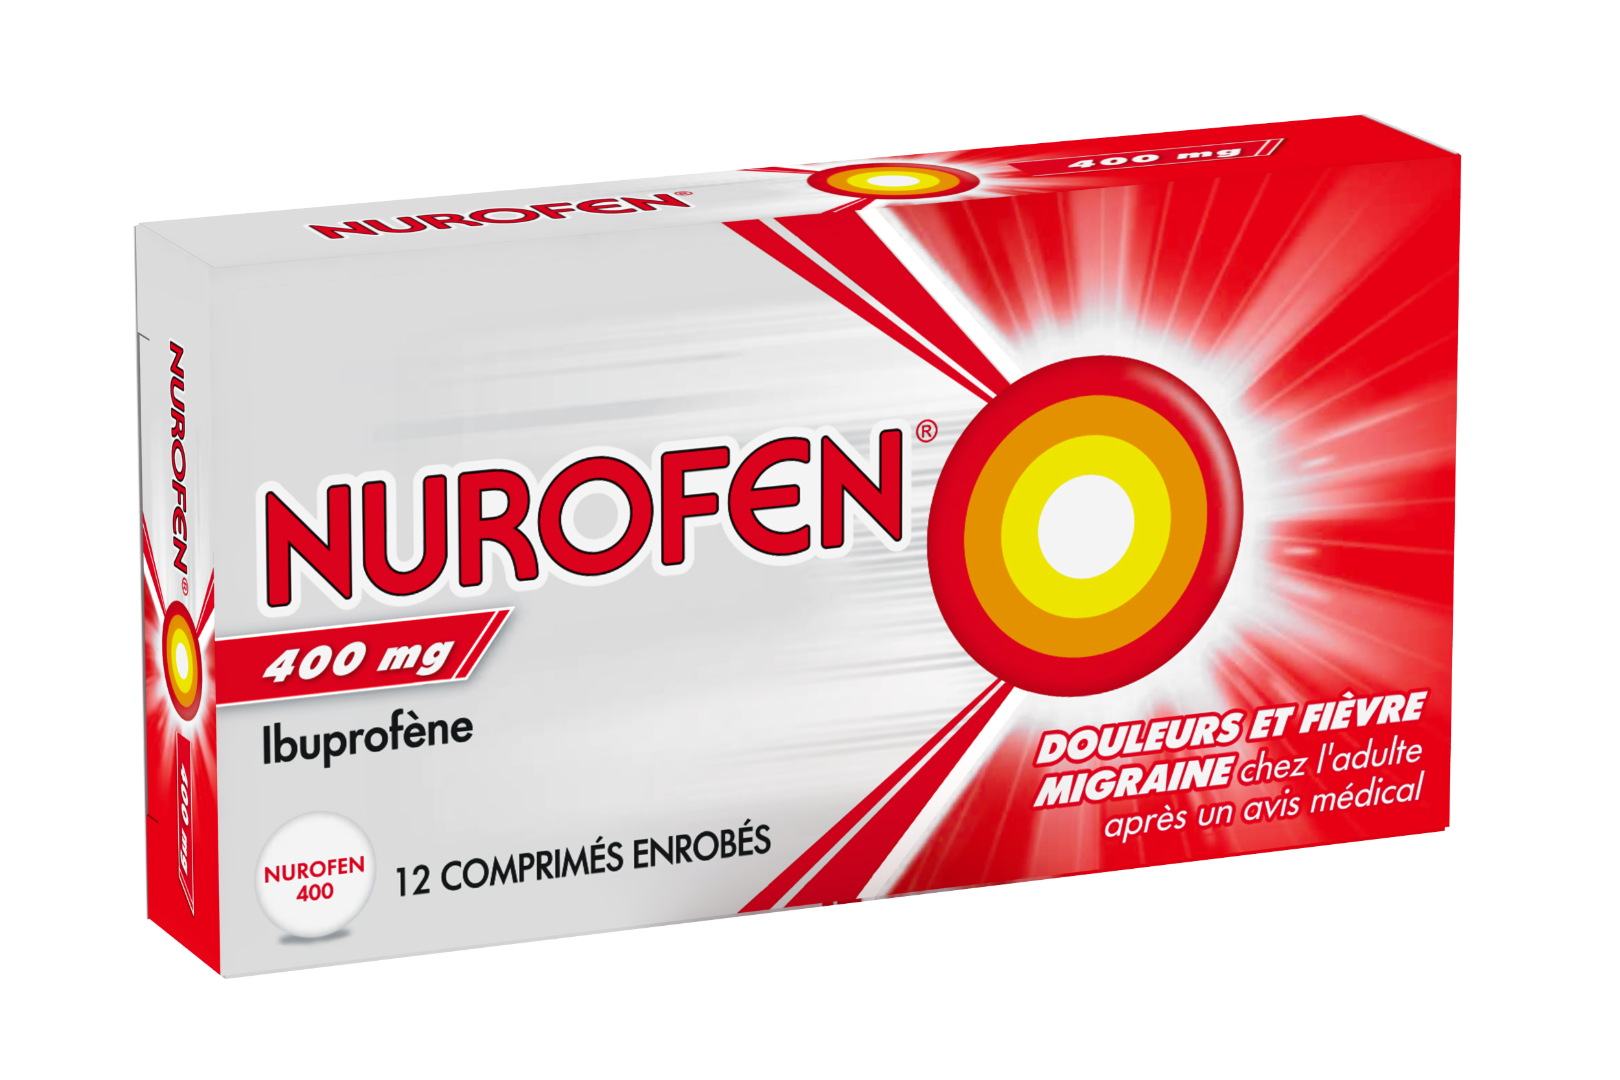 NUROFEN®
400 mg
NUROFEN®
400 mg
NUROFEN®
400 mg
Ibuprofène
NUROFEN
400
12 COMPRIMÉS ENROBÉS
DOULEURS ET FIÈVRE
MIGRAINE chez l'adulte
après un avis médical